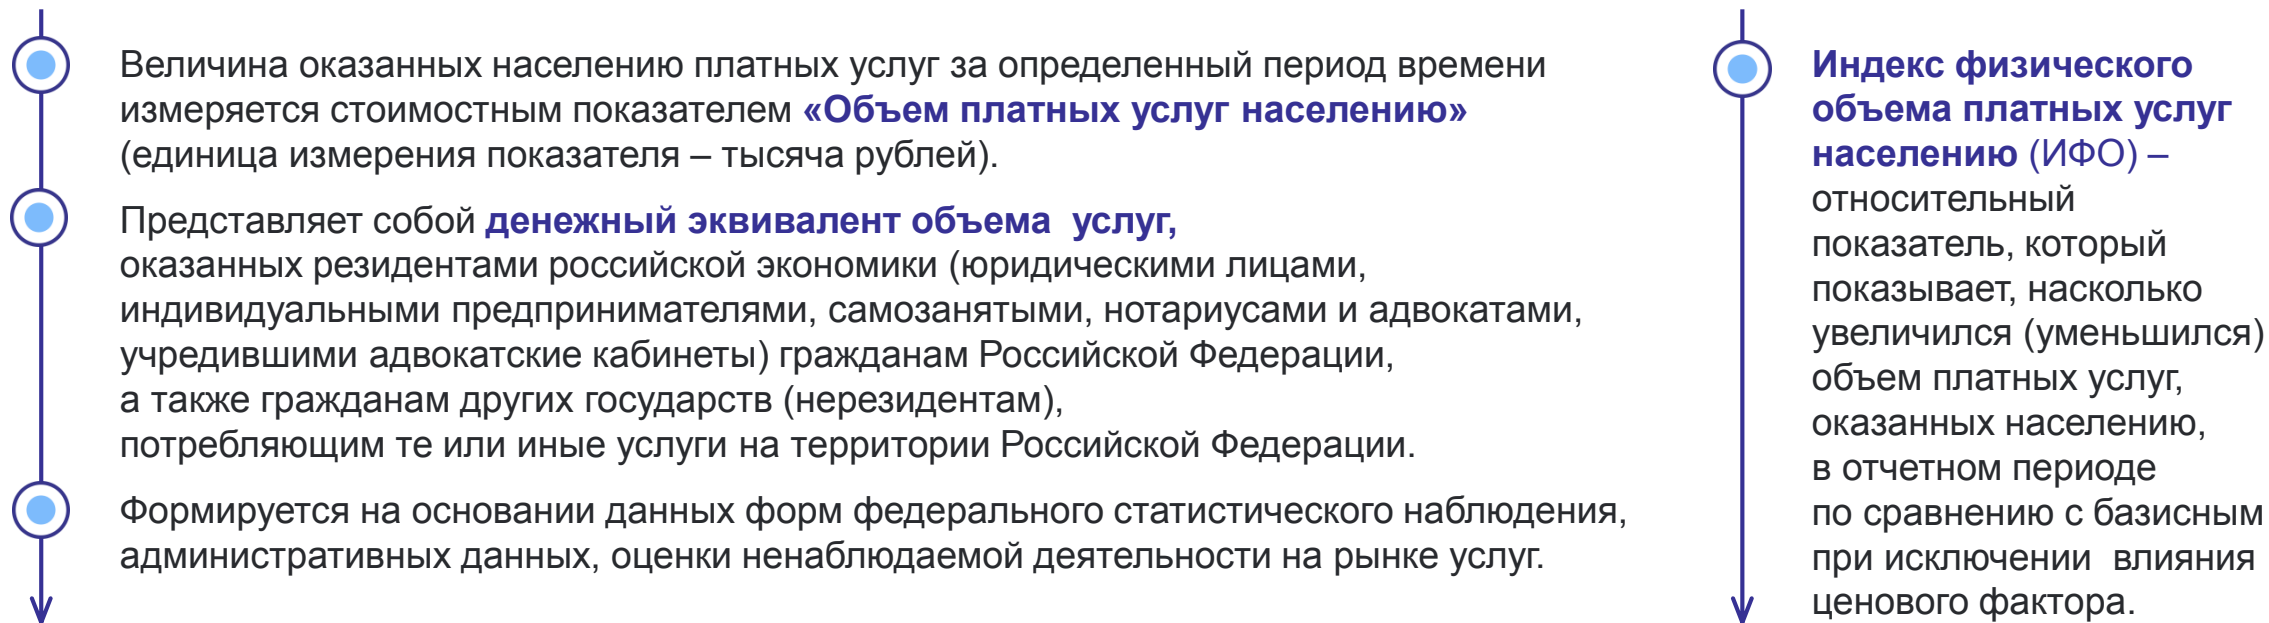 Величина оказанных населению платных услуг за определенный период времени
измеряется стоимостным показателем «Объем платных услуг населению»
(единица измерения показателя – тысяча рублей).
Представляет собой денежный эквивалент объема услуг,
оказанных резидентами российской экономики (юридическими лицами,
индивидуальными предпринимателями, самозанятыми, нотариусами и адвокатами,
учредившими адвокатские кабинеты) гражданам Российской Федерации,
а также гражданам других государств (нерезидентам),
потребляющим те или иные услуги на территории Российской Федерации.
Формируется на основании данных форм федерального статистического наблюдения,
административных данных, оценки ненаблюдаемой деятельности на рынке услуг.
Индекс физического
объема платных услуг
населению (ИФО) –
относительный
показатель, который
показывает, насколько
увеличился (уменьшился)
объем платных услуг,
оказанных населению,
в отчетном периоде
по сравнению с базисным
при исключении влияния
ценового фактора.